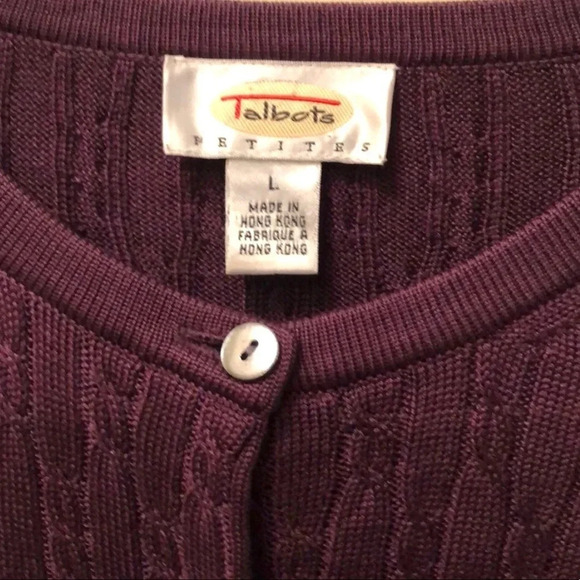 Talbots
PETITES
L
MADE IN
HONG KONG
FABRIQUE A
HONG KONG